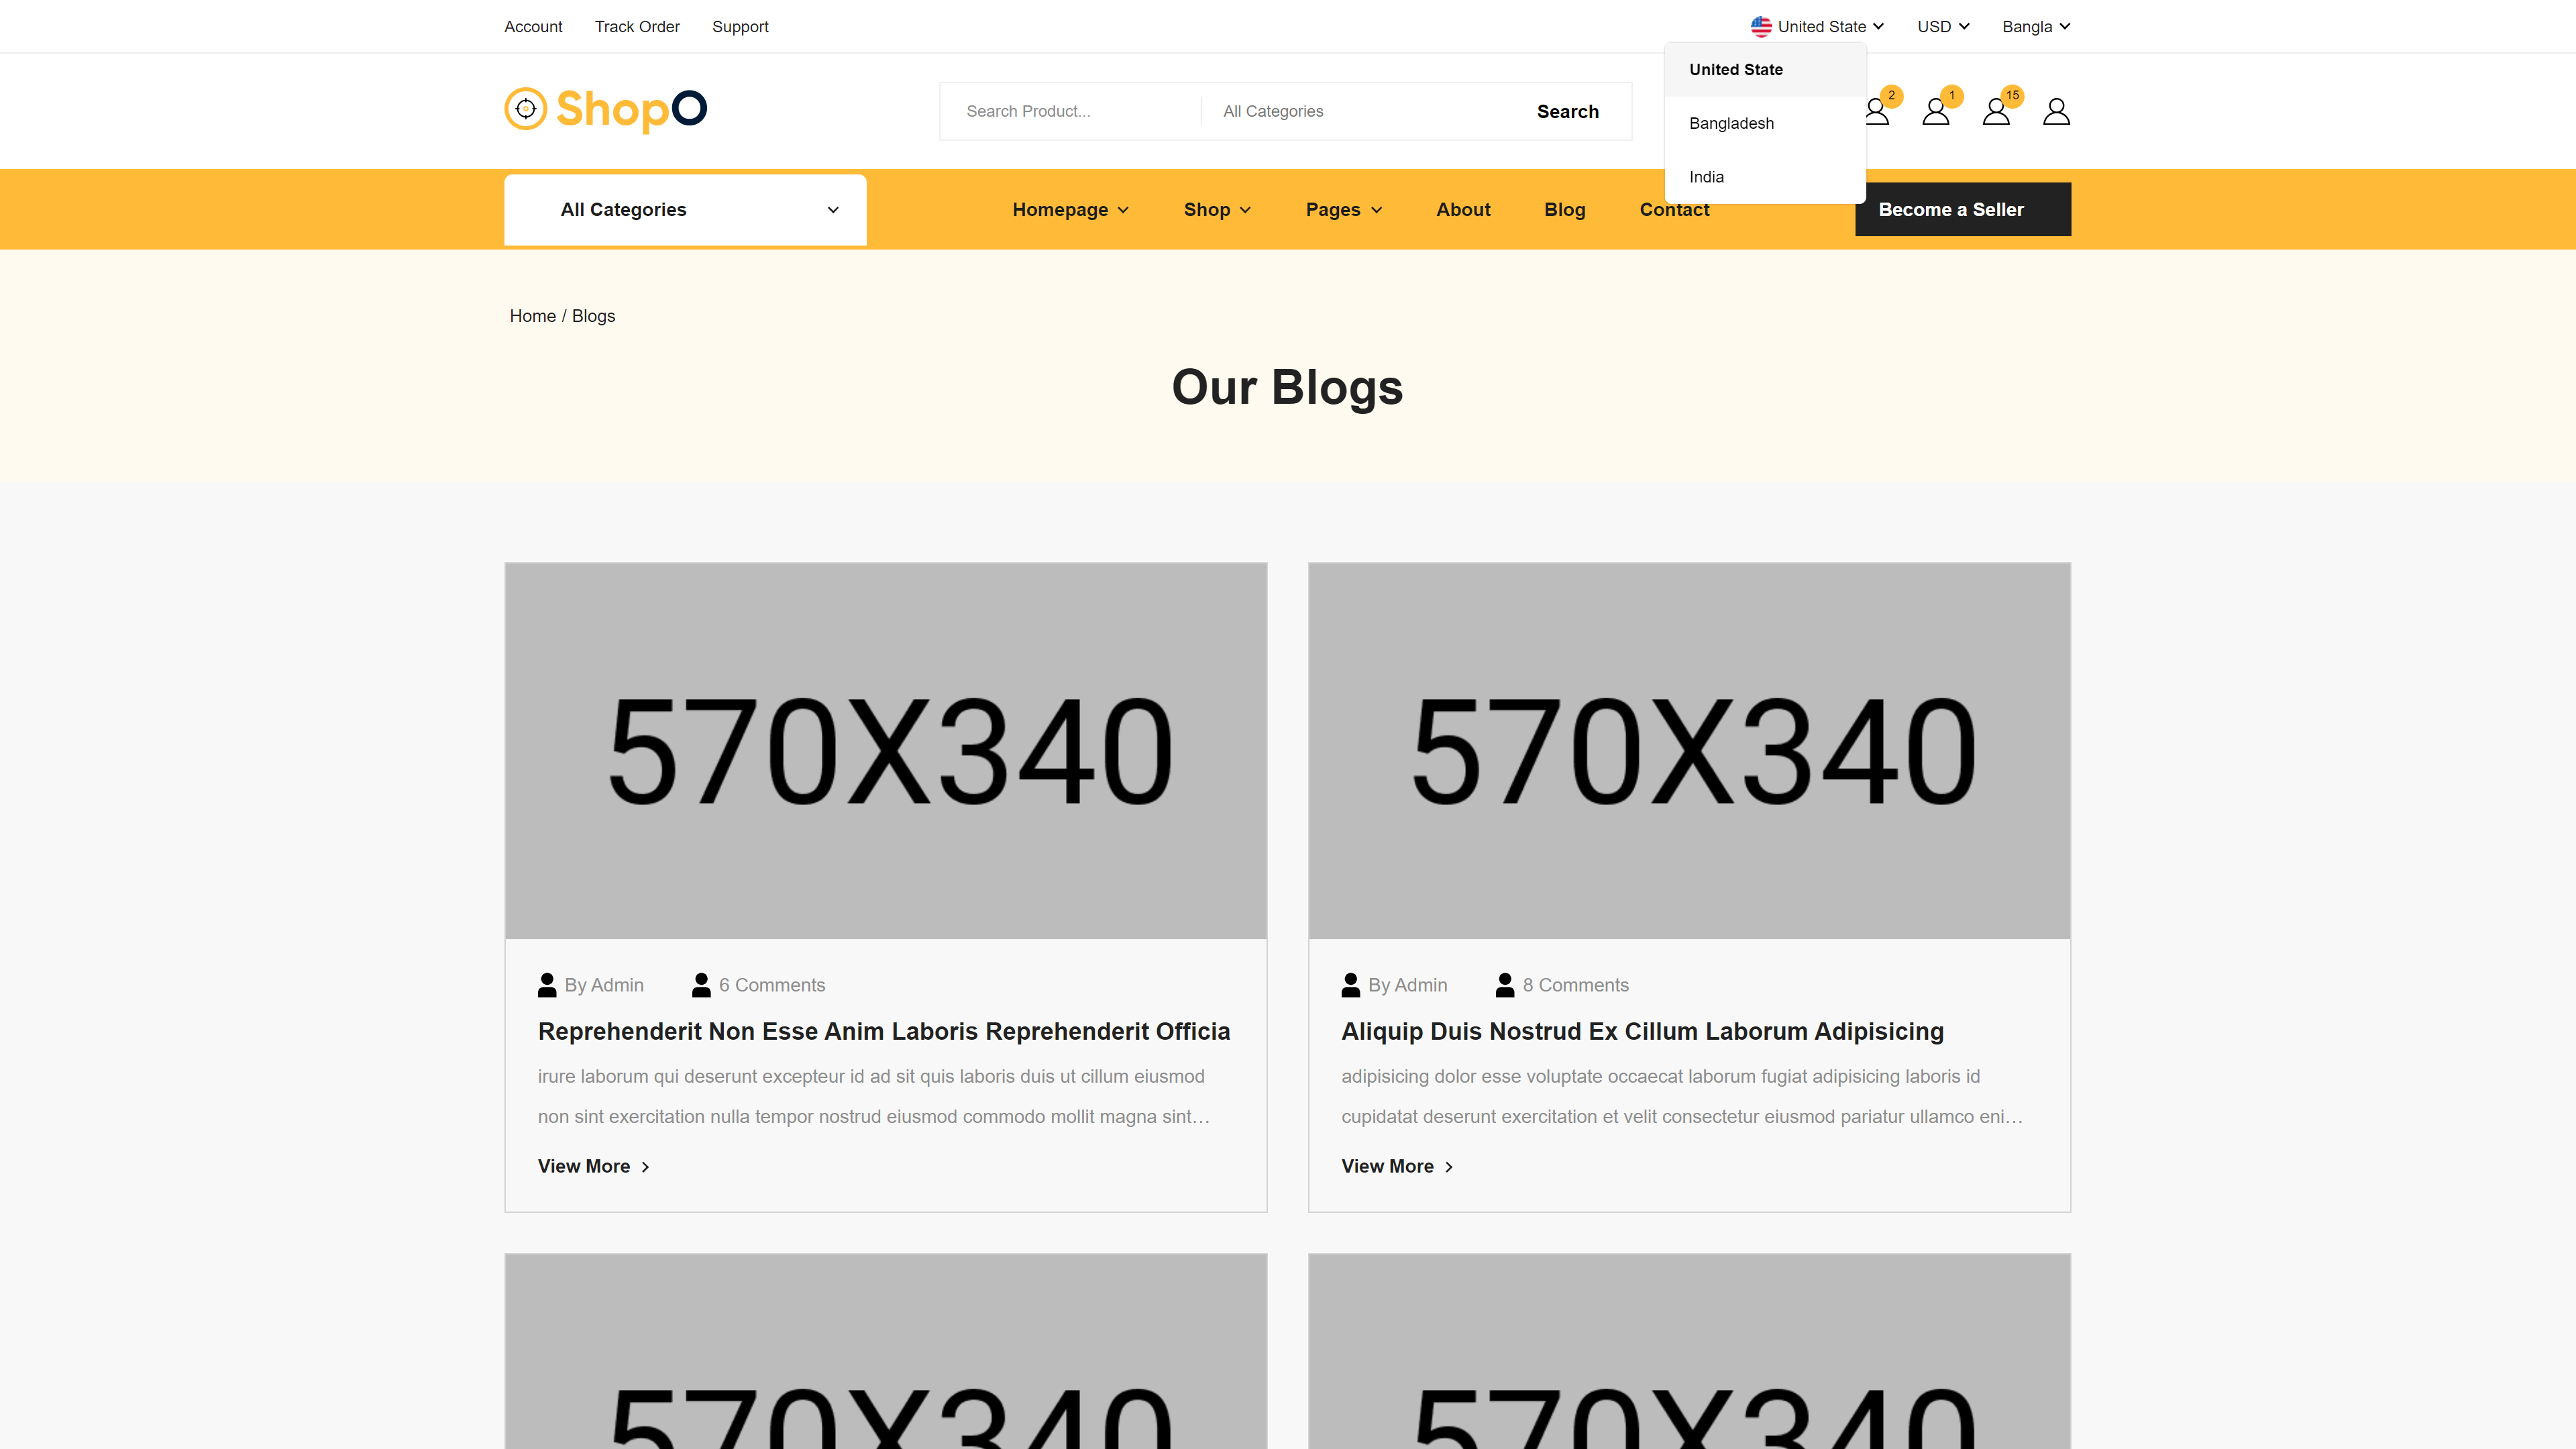 Account Track Order Support United State USD Bangla
United State
Bangladesh
India
ShopO
Search Product... All Categories Search
2 1 15
All Categories Homepage Shop Pages About Blog Contact Become a Seller
Home / Blogs
Our Blogs
570X340
By Admin 6 Comments
Reprehenderit Non Esse Anim Laboris Reprehenderit Officia
irure laborum qui deserunt excepteur id ad sit quis laboris duis ut cillum eiusmod
non sint exercitation nulla tempor nostrud eiusmod commodo mollit magna sint…
View More
570X340
By Admin 8 Comments
Aliquip Duis Nostrud Ex Cillum Laborum Adipisicing
adipisicing dolor esse voluptate occaecat laborum fugiat adipisicing laboris id
cupidatat deserunt exercitation et velit consectetur eiusmod pariatur ullamco eni…
View More
570X340
570X340